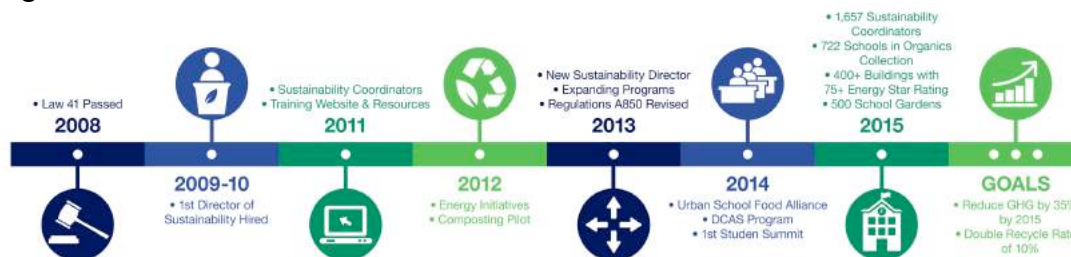 • Law 41 Passed
2008
2009-10
• 1st Director of
Sustainability Hired
• Sustainability Coordinators
• Training Website & Resources
2011
2012
• Energy Initiatives
• Composting Pilot
• New Sustainability Director
• Expanding Programs
• Regulations A850 Revised
2013
2014
• Urban School Food Alliance
• DCAS Program
• 1st Studen Summit
• 1,657 Sustainability
Coordinators
• 722 Schools in Organics
Collection
• 400+ Buildings with
75+ Energy Star Rating
• 500 School Gardens
2015
GOALS
• Reduce GHG by 35%
by 2015
• Double Recycle Rate
of 10%